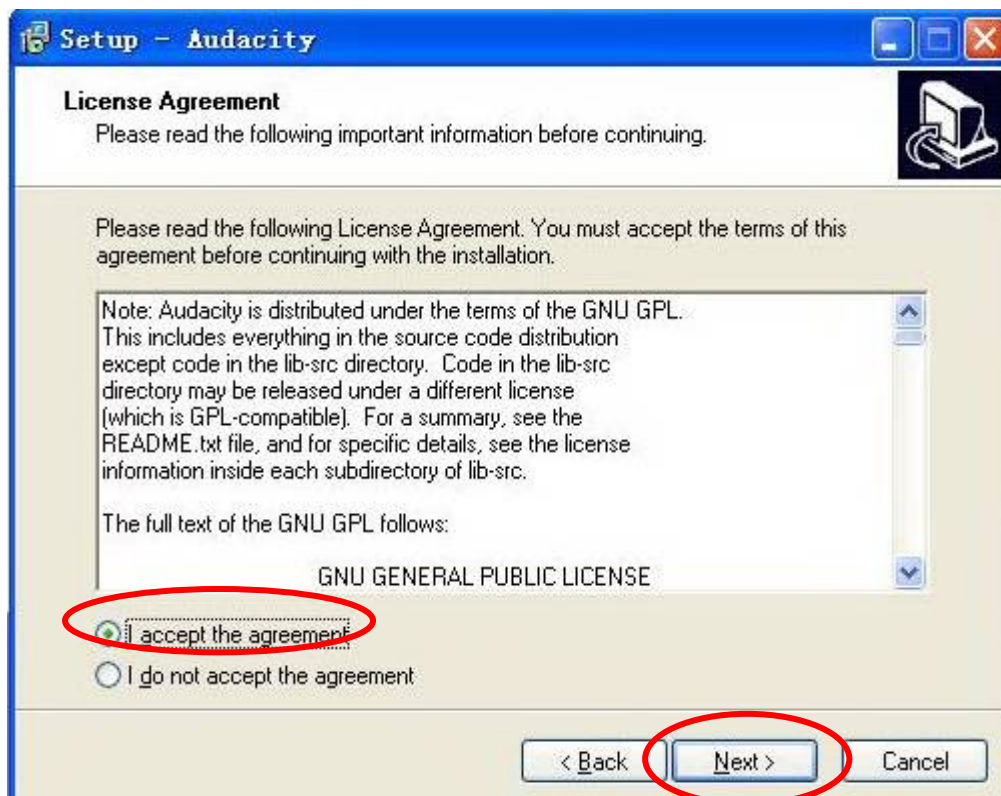 Setup - Audacity
License Agreement
Please read the following important information before continuing.
Please read the following License Agreement. You must accept the terms of this
agreement before continuing with the installation.
Note: Audacity is distributed under the terms of the GNU GPL.
This includes everything in the source code distribution
except code in the lib-src directory.  Code in the lib-src
directory may be released under a different license
(which is GPL-compatible).  For a summary, see the
README.txt file, and for specific details, see the license
information inside each subdirectory of lib-src.
The full text of the GNU GPL follows:
GNU GENERAL PUBLIC LICENSE
I accept the agreement
I do not accept the agreement
< Back
Next >
Cancel